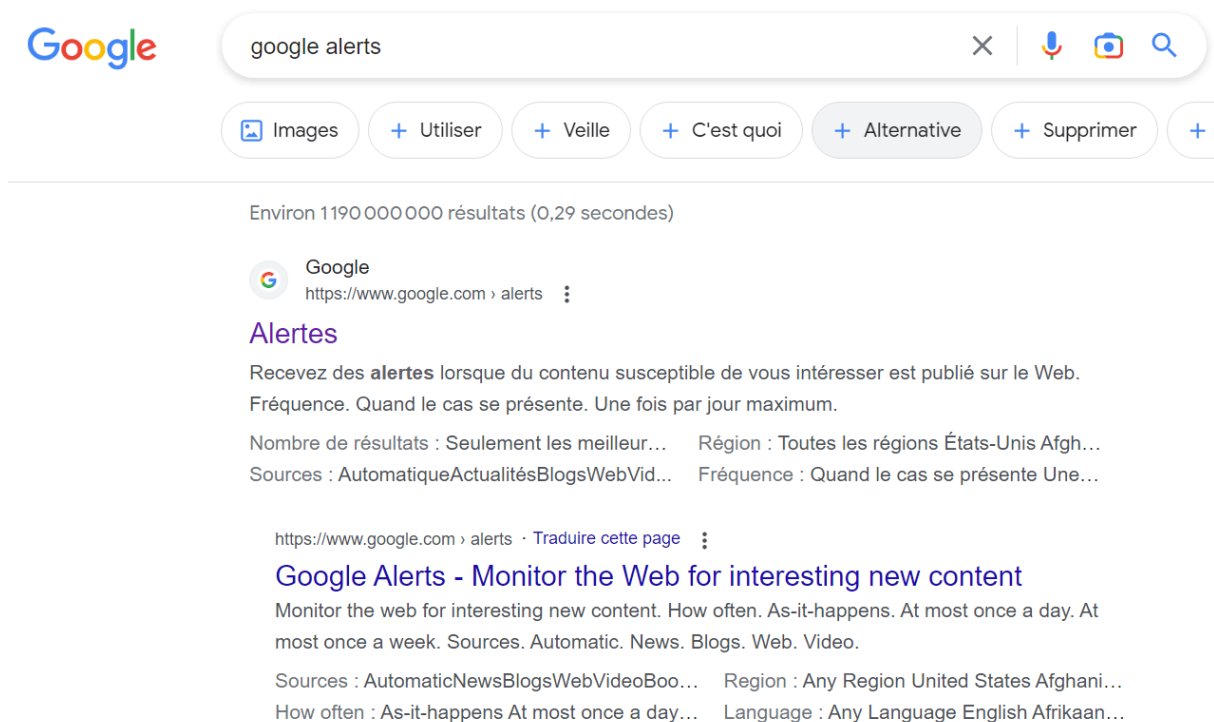 Google
google alerts
Images
Utiliser
Veille
C'est quoi
Alternative
Supprimer
Environ 1 190 000 000 résultats (0,29 secondes)
Google
https://www.google.com › alerts
Alertes
Recevez des alertes lorsque du contenu susceptible de vous intéresser est publié sur le Web.
Fréquence. Quand le cas se présente. Une fois par jour maximum.
Nombre de résultats : Seulement les meilleur... Région : Toutes les régions États-Unis Afgh...
Sources : AutomatiqueActualitésBlogsWebVid... Fréquence : Quand le cas se présente Une...
https://www.google.com › alerts · Traduire cette page
Google Alerts - Monitor the Web for interesting new content
Monitor the web for interesting new content. How often. As-it-happens. At most once a day. At
most once a week. Sources. Automatic. News. Blogs. Web. Video.
Sources : AutomaticNewsBlogsWebVideoBoo... Region : Any Region United States Afghani...
How often : As-it-happens At most once a day... Language : Any Language English Afrikaan...